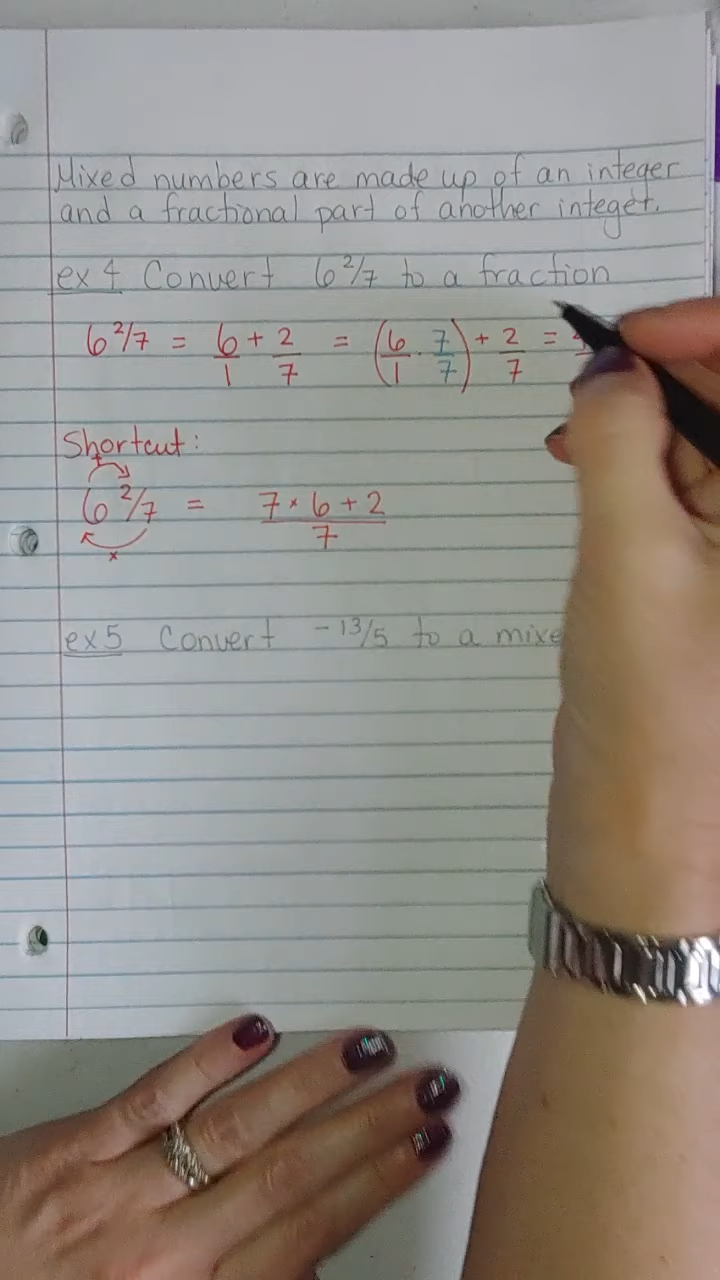 Mixed numbers are made up of an integer
and a fractional part of another integer.
ex 4 Convert 6 2/7 to a fraction
6 2/7 = 6/1 + 2/7 = (6/1 · 7/7) + 2/7 =
Shortcut:
+
6 2/7 = 7 × 6 + 2 / 7
×
ex 5 Convert -13/5 to a